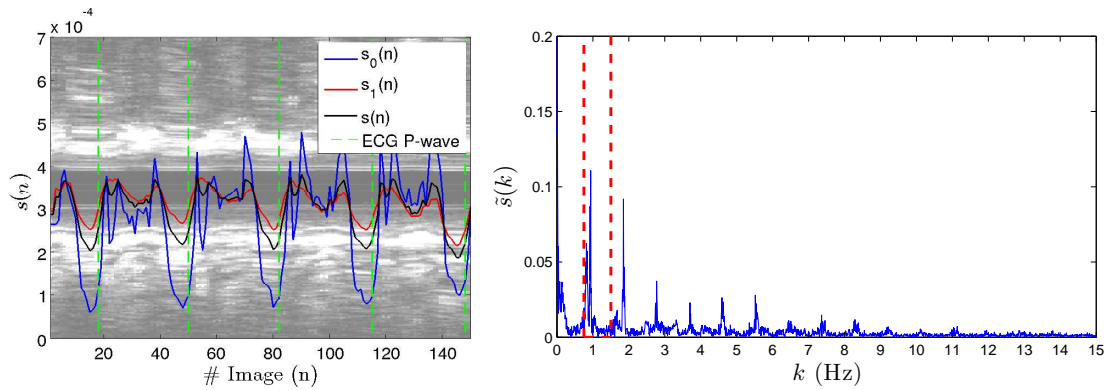 x 10^-4
7
6
5
4
3
2
1
0
s(n)
20 40 60 80 100 120 140
# Image (n)
s_0(n)
s_1(n)
s(n)
ECG P-wave
0.2
0.15
0.1
0.05
0
s̃(k)
0 1 2 3 4 5 6 7 8 9 10 11 12 13 14 15
k (Hz)